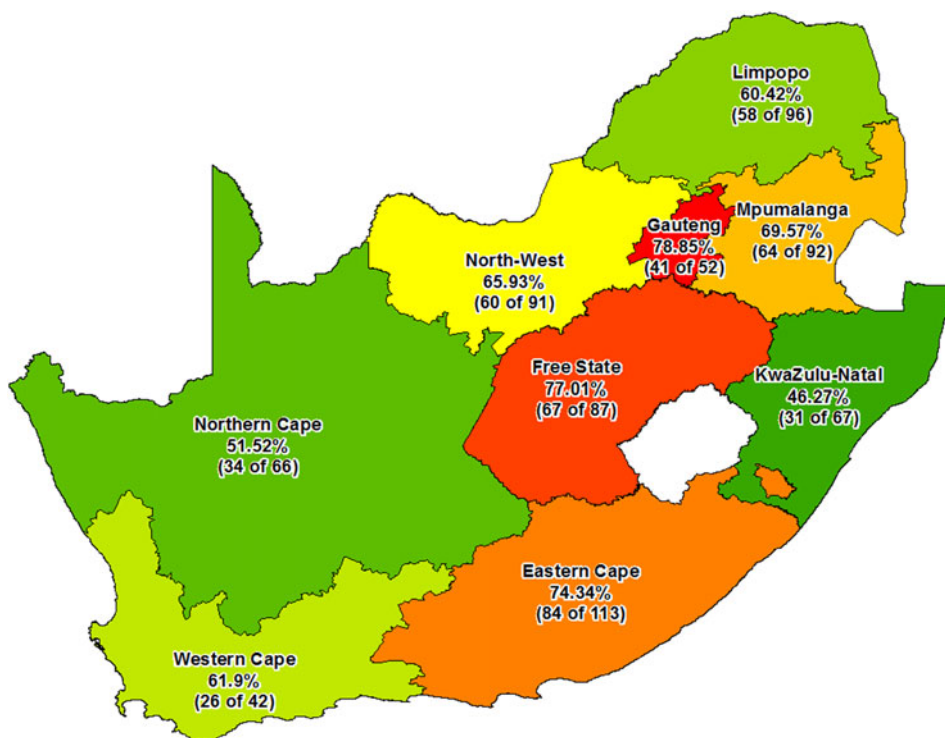 Limpopo
60.42%
(58 of 96)
Mpumalanga
69.57%
(64 of 92)
Gauteng
78.85%
(41 of 52)
North-West
65.93%
(60 of 91)
Free State
77.01%
(67 of 87)
KwaZulu-Natal
46.27%
(31 of 67)
Northern Cape
51.52%
(34 of 66)
Eastern Cape
74.34%
(84 of 113)
Western Cape
61.9%
(26 of 42)